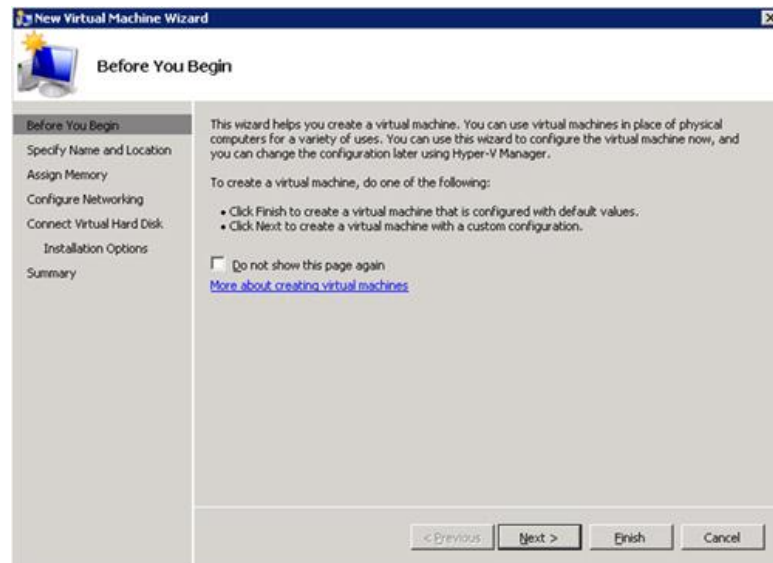 New Virtual Machine Wizard
Before You Begin
Before You Begin
Specify Name and Location
Assign Memory
Configure Networking
Connect Virtual Hard Disk
Installation Options
Summary
This wizard helps you create a virtual machine. You can use virtual machines in place of physical
computers for a variety of uses. You can use this wizard to configure the virtual machine now, and
you can change the configuration later using Hyper-V Manager.
To create a virtual machine, do one of the following:
• Click Finish to create a virtual machine that is configured with default values.
• Click Next to create a virtual machine with a custom configuration.
Do not show this page again
More about creating virtual machines
< Previous Next > Finish Cancel